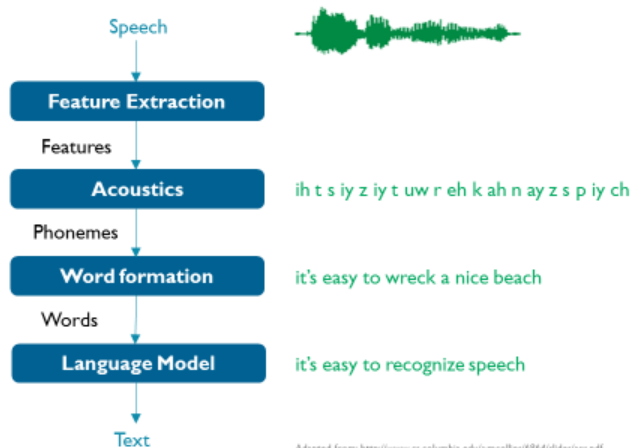 Speech
Feature Extraction
Features
Acoustics
ih t s iy z iy t uw r eh k ah n ay z s p iy ch
Phonemes
Word formation
it's easy to wreck a nice beach
Words
Language Model
it's easy to recognize speech
Text